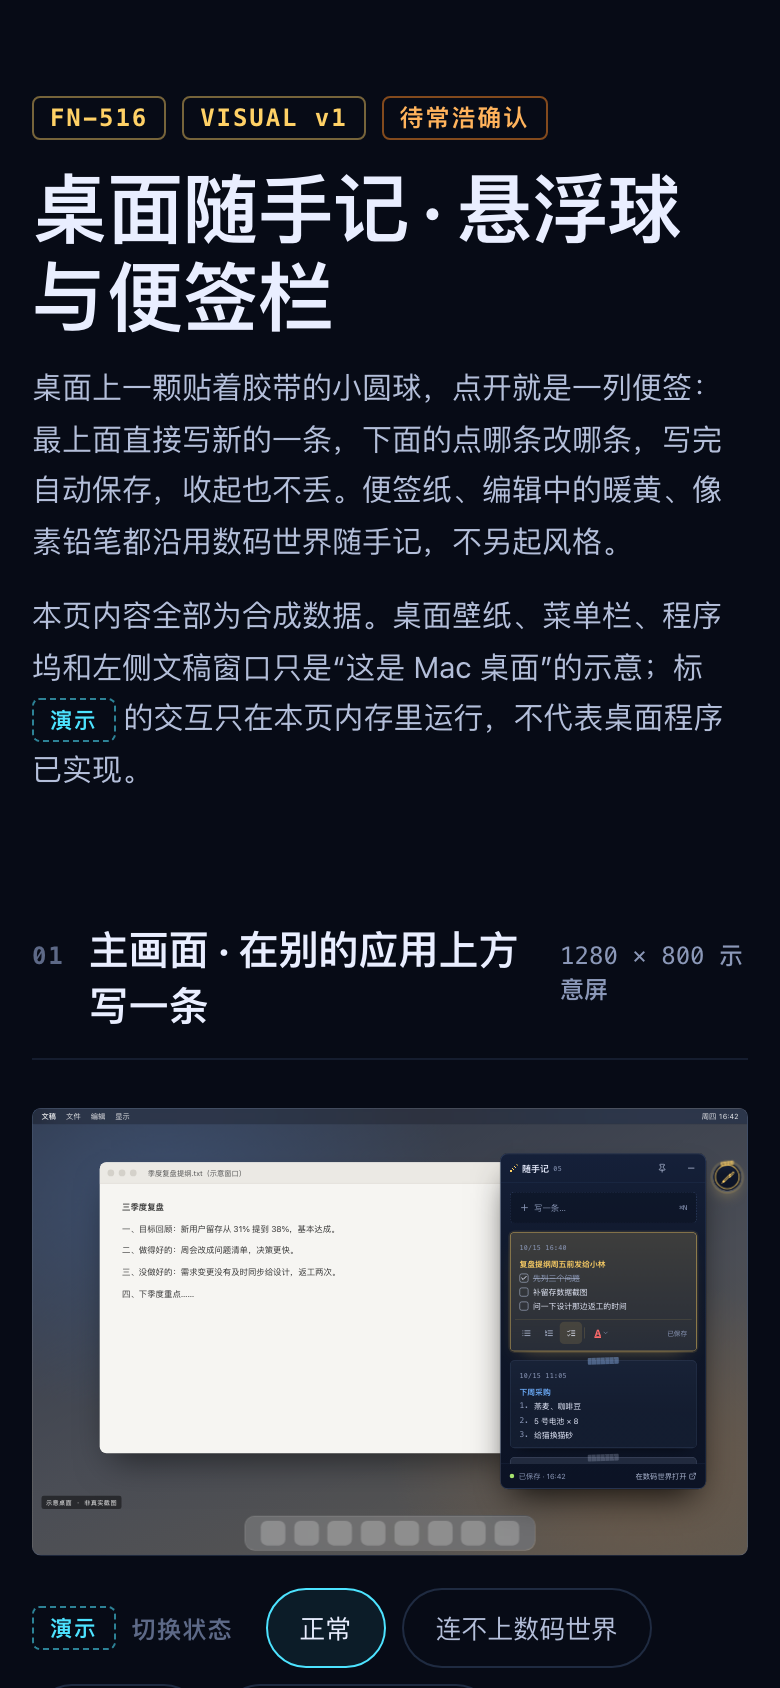 FN-516
VISUAL v1
待常浩确认
桌面随手记 · 悬浮球
与便签栏
桌面上一颗贴着胶带的小圆球，点开就是一列便签：
最上面直接写新的一条，下面的点哪条改哪条，写完
自动保存，收起也不丢。便签纸、编辑中的暖黄、像
素铅笔都沿用数码世界随手记，不另起风格。
本页内容全部为合成数据。桌面壁纸、菜单栏、程序
坞和左侧文稿窗口只是“这是 Mac 桌面”的示意；标
演示 的交互只在本页内存里运行，不代表桌面程序
已实现。
01 主画面 · 在别的应用上方
写一条
1280 × 800 示
意屏
文稿 文件 编辑 显示
周四 16:42
季度复盘提纲.txt（示意窗口）
三季度复盘
一、目标回顾：新用户留存从 31% 提到 38%，基本达成。
二、做得好的：周会改成问题清单，决策更快。
三、没做好的：需求变更没有及时同步给设计，返工两次。
四、下季度重点……
随手记 05
+ 写一条… ⌘N
10/15 16:40
复盘提纲周五前发给小林
先列三个问题
补留存数据截图
问一下设计那边返工的时间
A
已保存
10/15 11:05
下周采购
1. 燕麦、咖啡豆
2. 5 号电池 × 8
3. 给猫换猫砂
已保存 · 16:42
在数码世界打开
示意桌面 · 非真实截图
演示 切换状态 正常 连不上数码世界